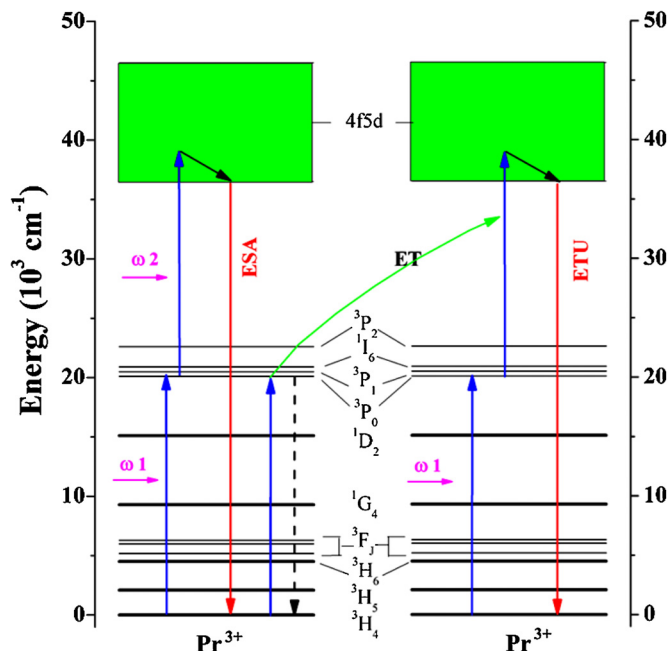 50
50
4f5d
40
40
Energy (10³ cm⁻¹)
ω 2
ESA
ET
ETU
30
30
³P₂
¹I₆
20
20
³P₁
³P₀
¹D₂
ω 1
ω 1
10
10
¹G₄
³F_J
³H₆
³H₅
0
0
³H₄
Pr³⁺
Pr³⁺